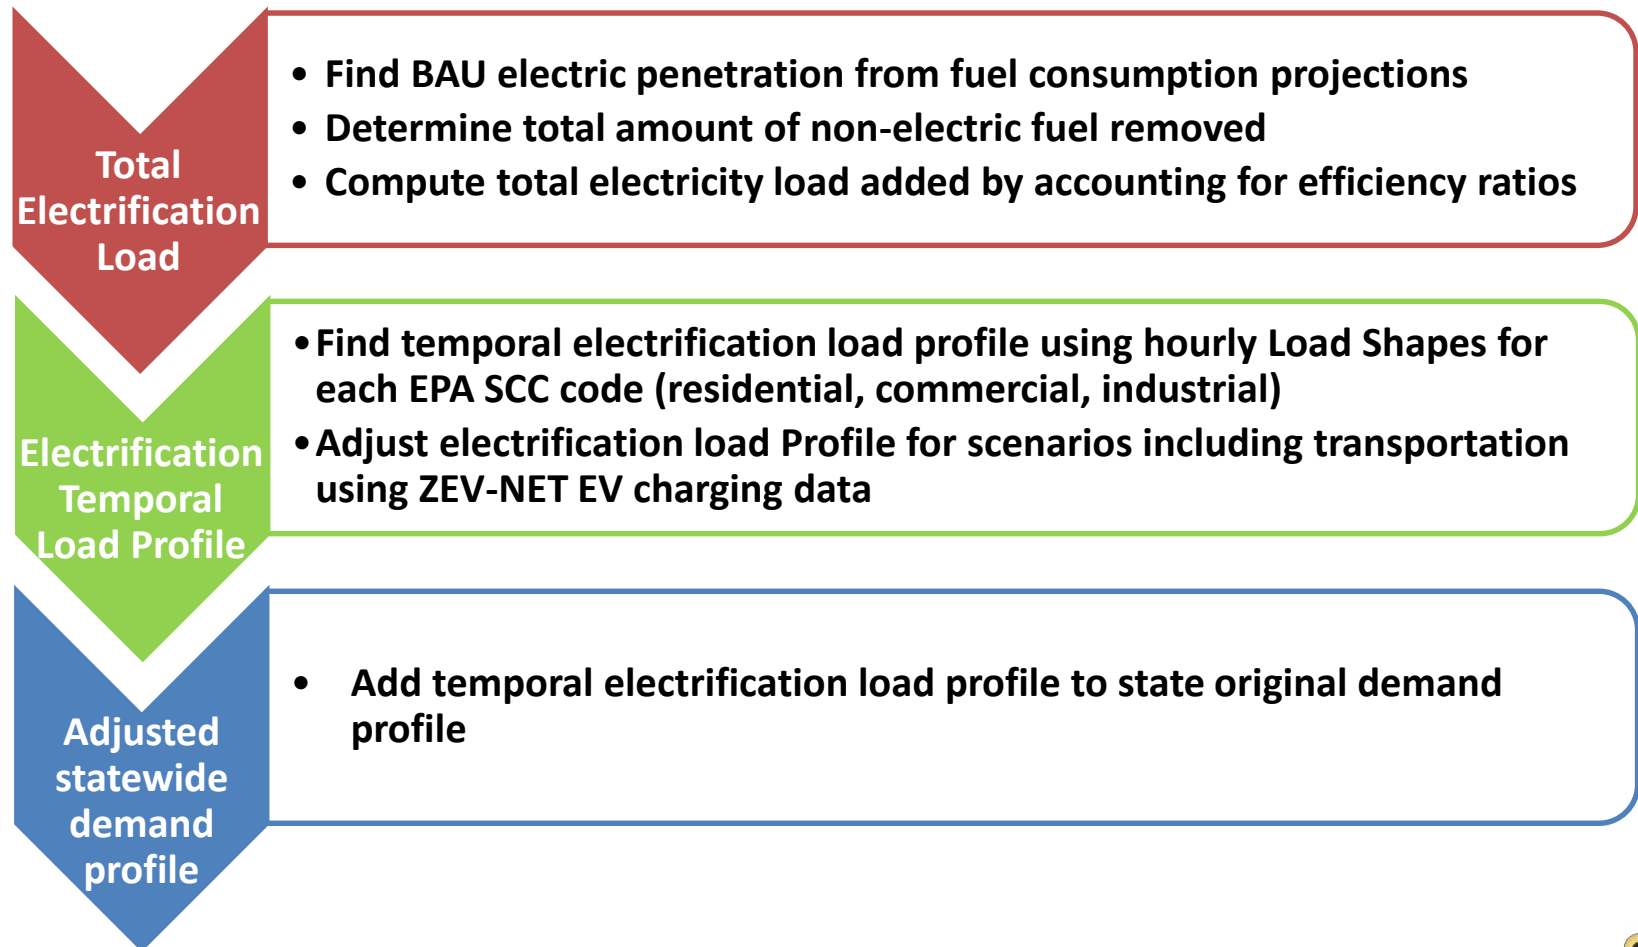 Total
Electrification
Load
• Find BAU electric penetration from fuel consumption projections
• Determine total amount of non-electric fuel removed
• Compute total electricity load added by accounting for efficiency ratios
Electrification
Temporal
Load Profile
• Find temporal electrification load profile using hourly Load Shapes for
each EPA SCC code (residential, commercial, industrial)
• Adjust electrification load Profile for scenarios including transportation
using ZEV-NET EV charging data
Adjusted
statewide
demand
profile
• Add temporal electrification load profile to state original demand
profile